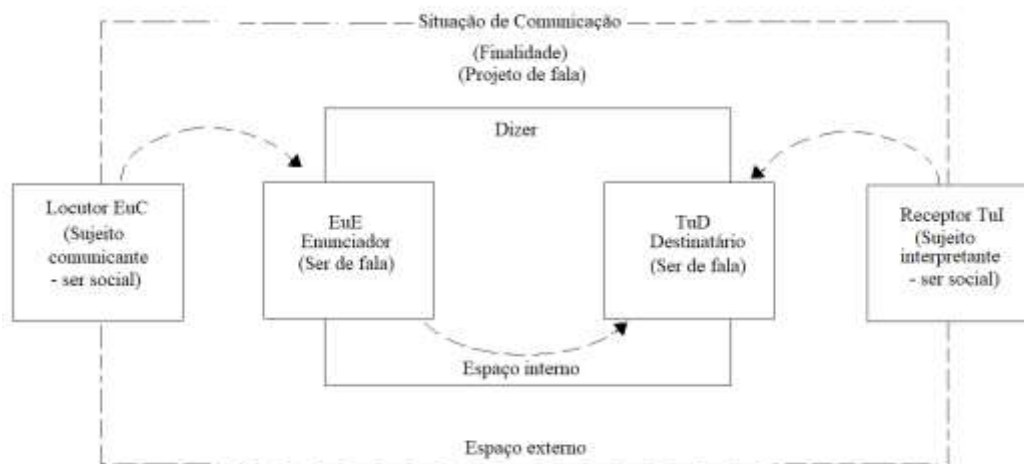 Situação de Comunicação
(Finalidade)
(Projeto de fala)
Dizer
Locutor EuC
(Sujeito
comunicante
- ser social)
EuE
Enunciador
(Ser de fala)
TuD
Destinatário
(Ser de fala)
Receptor TuI
(Sujeito
interpretante
- ser social)
Espaço interno
Espaço externo